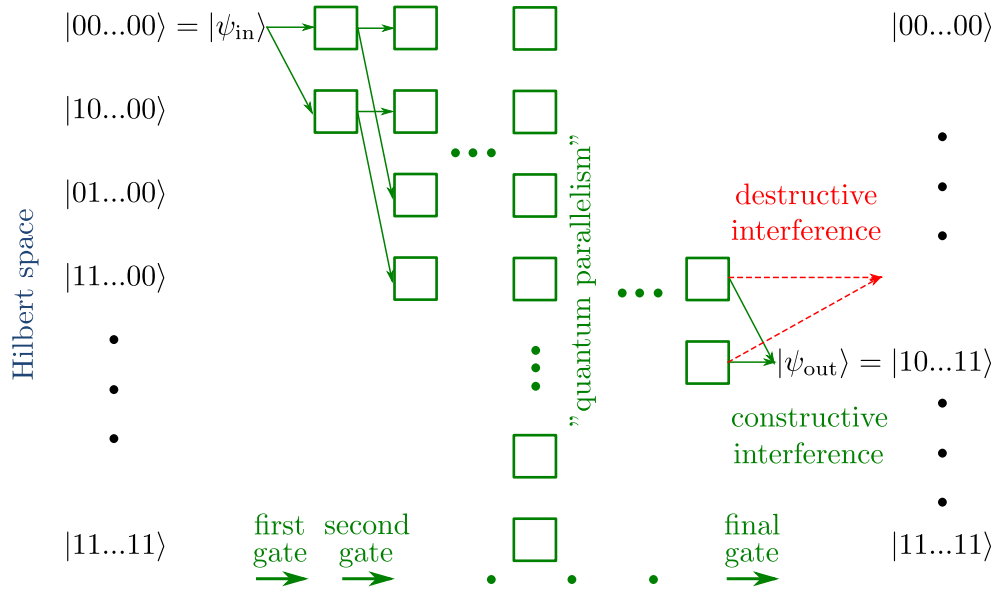 |00...00⟩ = |ψin⟩
|00...00⟩
|10...00⟩
|01...00⟩
|11...00⟩
Hilbert space
"quantum parallelism"
destructive
interference
|ψout⟩ = |10...11⟩
constructive
interference
first
gate
second
gate
final
gate
|11...11⟩
|11...11⟩